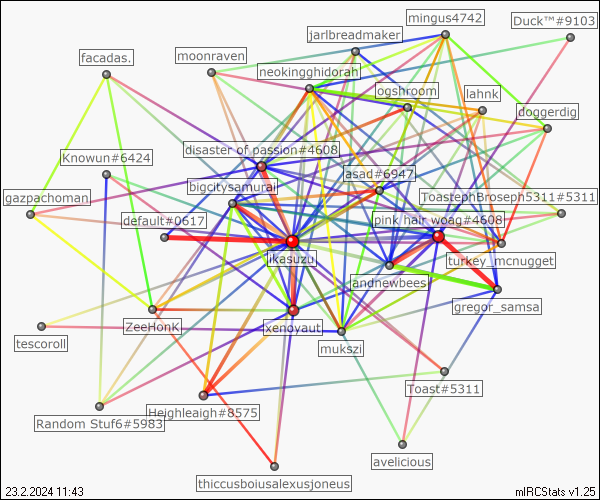 mingus4742
Duck™#9103
jarlbreadmaker
facadas.
moonraven
neokingghidorah
ogshroom
lahnk
doggerdig
disaster of passion#4608
Knowun#6424
asad#6947
bigcitysamurai
ToastephBroseph5311#5311
gazpachoman
default#0617
pink hair woag#4608
ikasuzu
turkey_mcnugget
andnewbees
gregor_samsa
ZeeHonK
xenoyaut
tescoroll
mukszi
Toast#5311
Heighleaigh#8575
Random Stuf6#5983
avelicious
thiccusboiusalexusjoneus
23.2.2024 11:43
mIRCStats v1.25